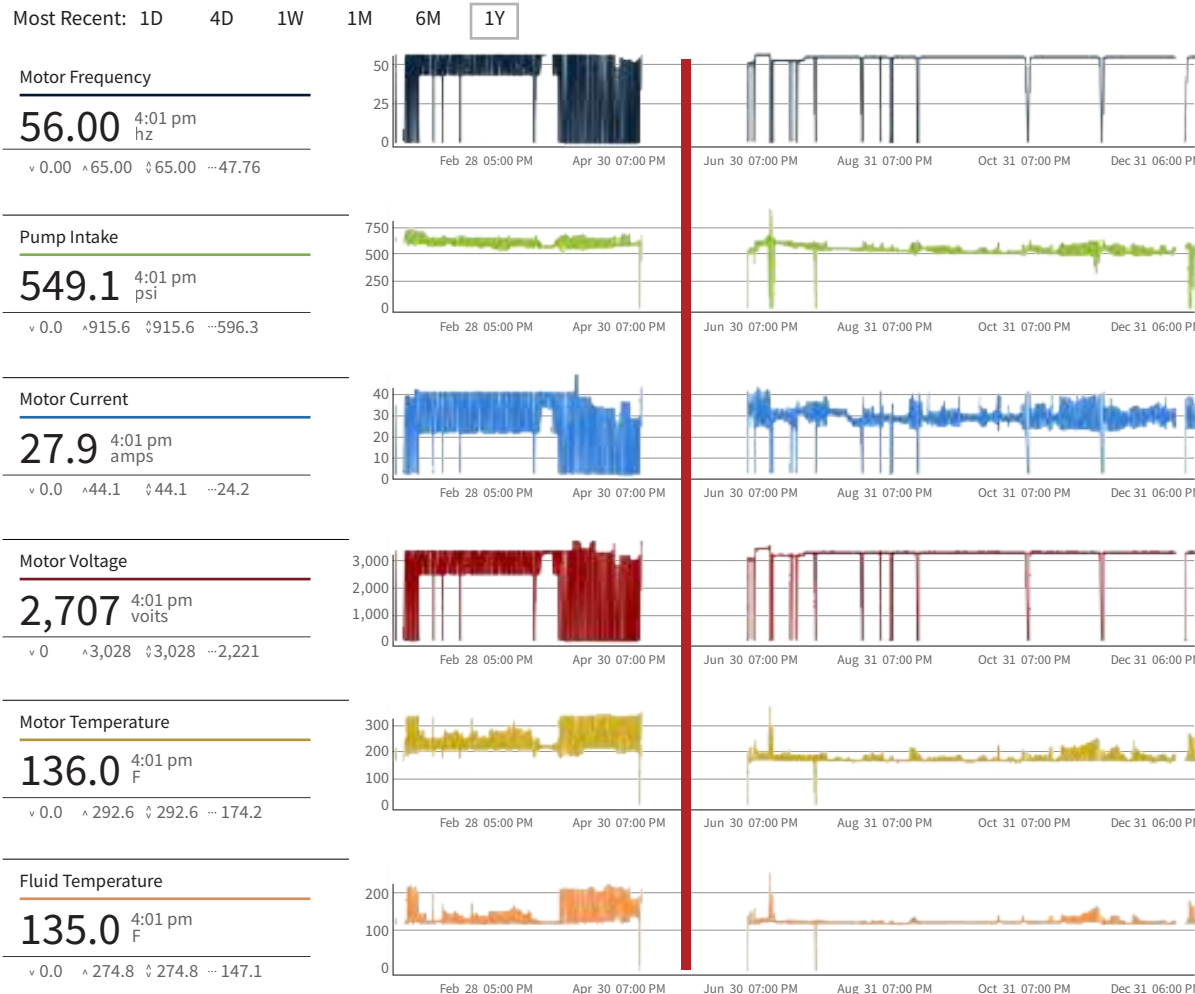 Most Recent: 1D 4D 1W 1M 6M 1Y
Motor Frequency
56.00 4:01 pm
hz
˅ 0.00 ˄ 65.00 65.00 ··· 47.76
50
25
0
Feb 28 05:00 PM Apr 30 07:00 PM Jun 30 07:00 PM Aug 31 07:00 PM Oct 31 07:00 PM Dec 31 06:00 PM
Pump Intake
549.1 4:01 pm
psi
˅ 0.0 ˄ 915.6 915.6 ··· 596.3
750
500
250
0
Feb 28 05:00 PM Apr 30 07:00 PM Jun 30 07:00 PM Aug 31 07:00 PM Oct 31 07:00 PM Dec 31 06:00 PM
Motor Current
27.9 4:01 pm
amps
˅ 0.0 ˄ 44.1 44.1 ··· 24.2
40
30
20
10
0
Feb 28 05:00 PM Apr 30 07:00 PM Jun 30 07:00 PM Aug 31 07:00 PM Oct 31 07:00 PM Dec 31 06:00 PM
Motor Voltage
2,707 4:01 pm
voits
˅ 0 ˄ 3,028 3,028 ··· 2,221
3,000
2,000
1,000
0
Feb 28 05:00 PM Apr 30 07:00 PM Jun 30 07:00 PM Aug 31 07:00 PM Oct 31 07:00 PM Dec 31 06:00 PM
Motor Temperature
136.0 4:01 pm
F
˅ 0.0 ˄ 292.6 292.6 ··· 174.2
300
200
100
0
Feb 28 05:00 PM Apr 30 07:00 PM Jun 30 07:00 PM Aug 31 07:00 PM Oct 31 07:00 PM Dec 31 06:00 PM
Fluid Temperature
135.0 4:01 pm
F
˅ 0.0 ˄ 274.8 274.8 ··· 147.1
200
100
0
Feb 28 05:00 PM Apr 30 07:00 PM Jun 30 07:00 PM Aug 31 07:00 PM Oct 31 07:00 PM Dec 31 06:00 PM